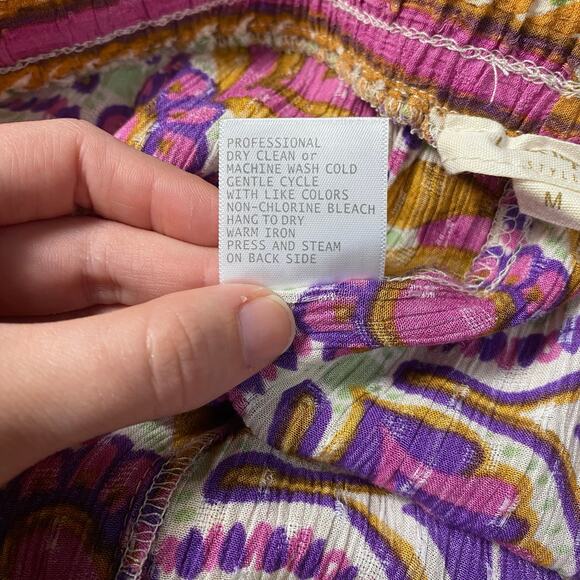 PROFESSIONAL
DRY CLEAN or
MACHINE WASH COLD
GENTLE CYCLE
WITH LIKE COLORS
NON-CHLORINE BLEACH
HANG TO DRY
WARM IRON
PRESS AND STEAM
ON BACK SIDE
STYLE
M